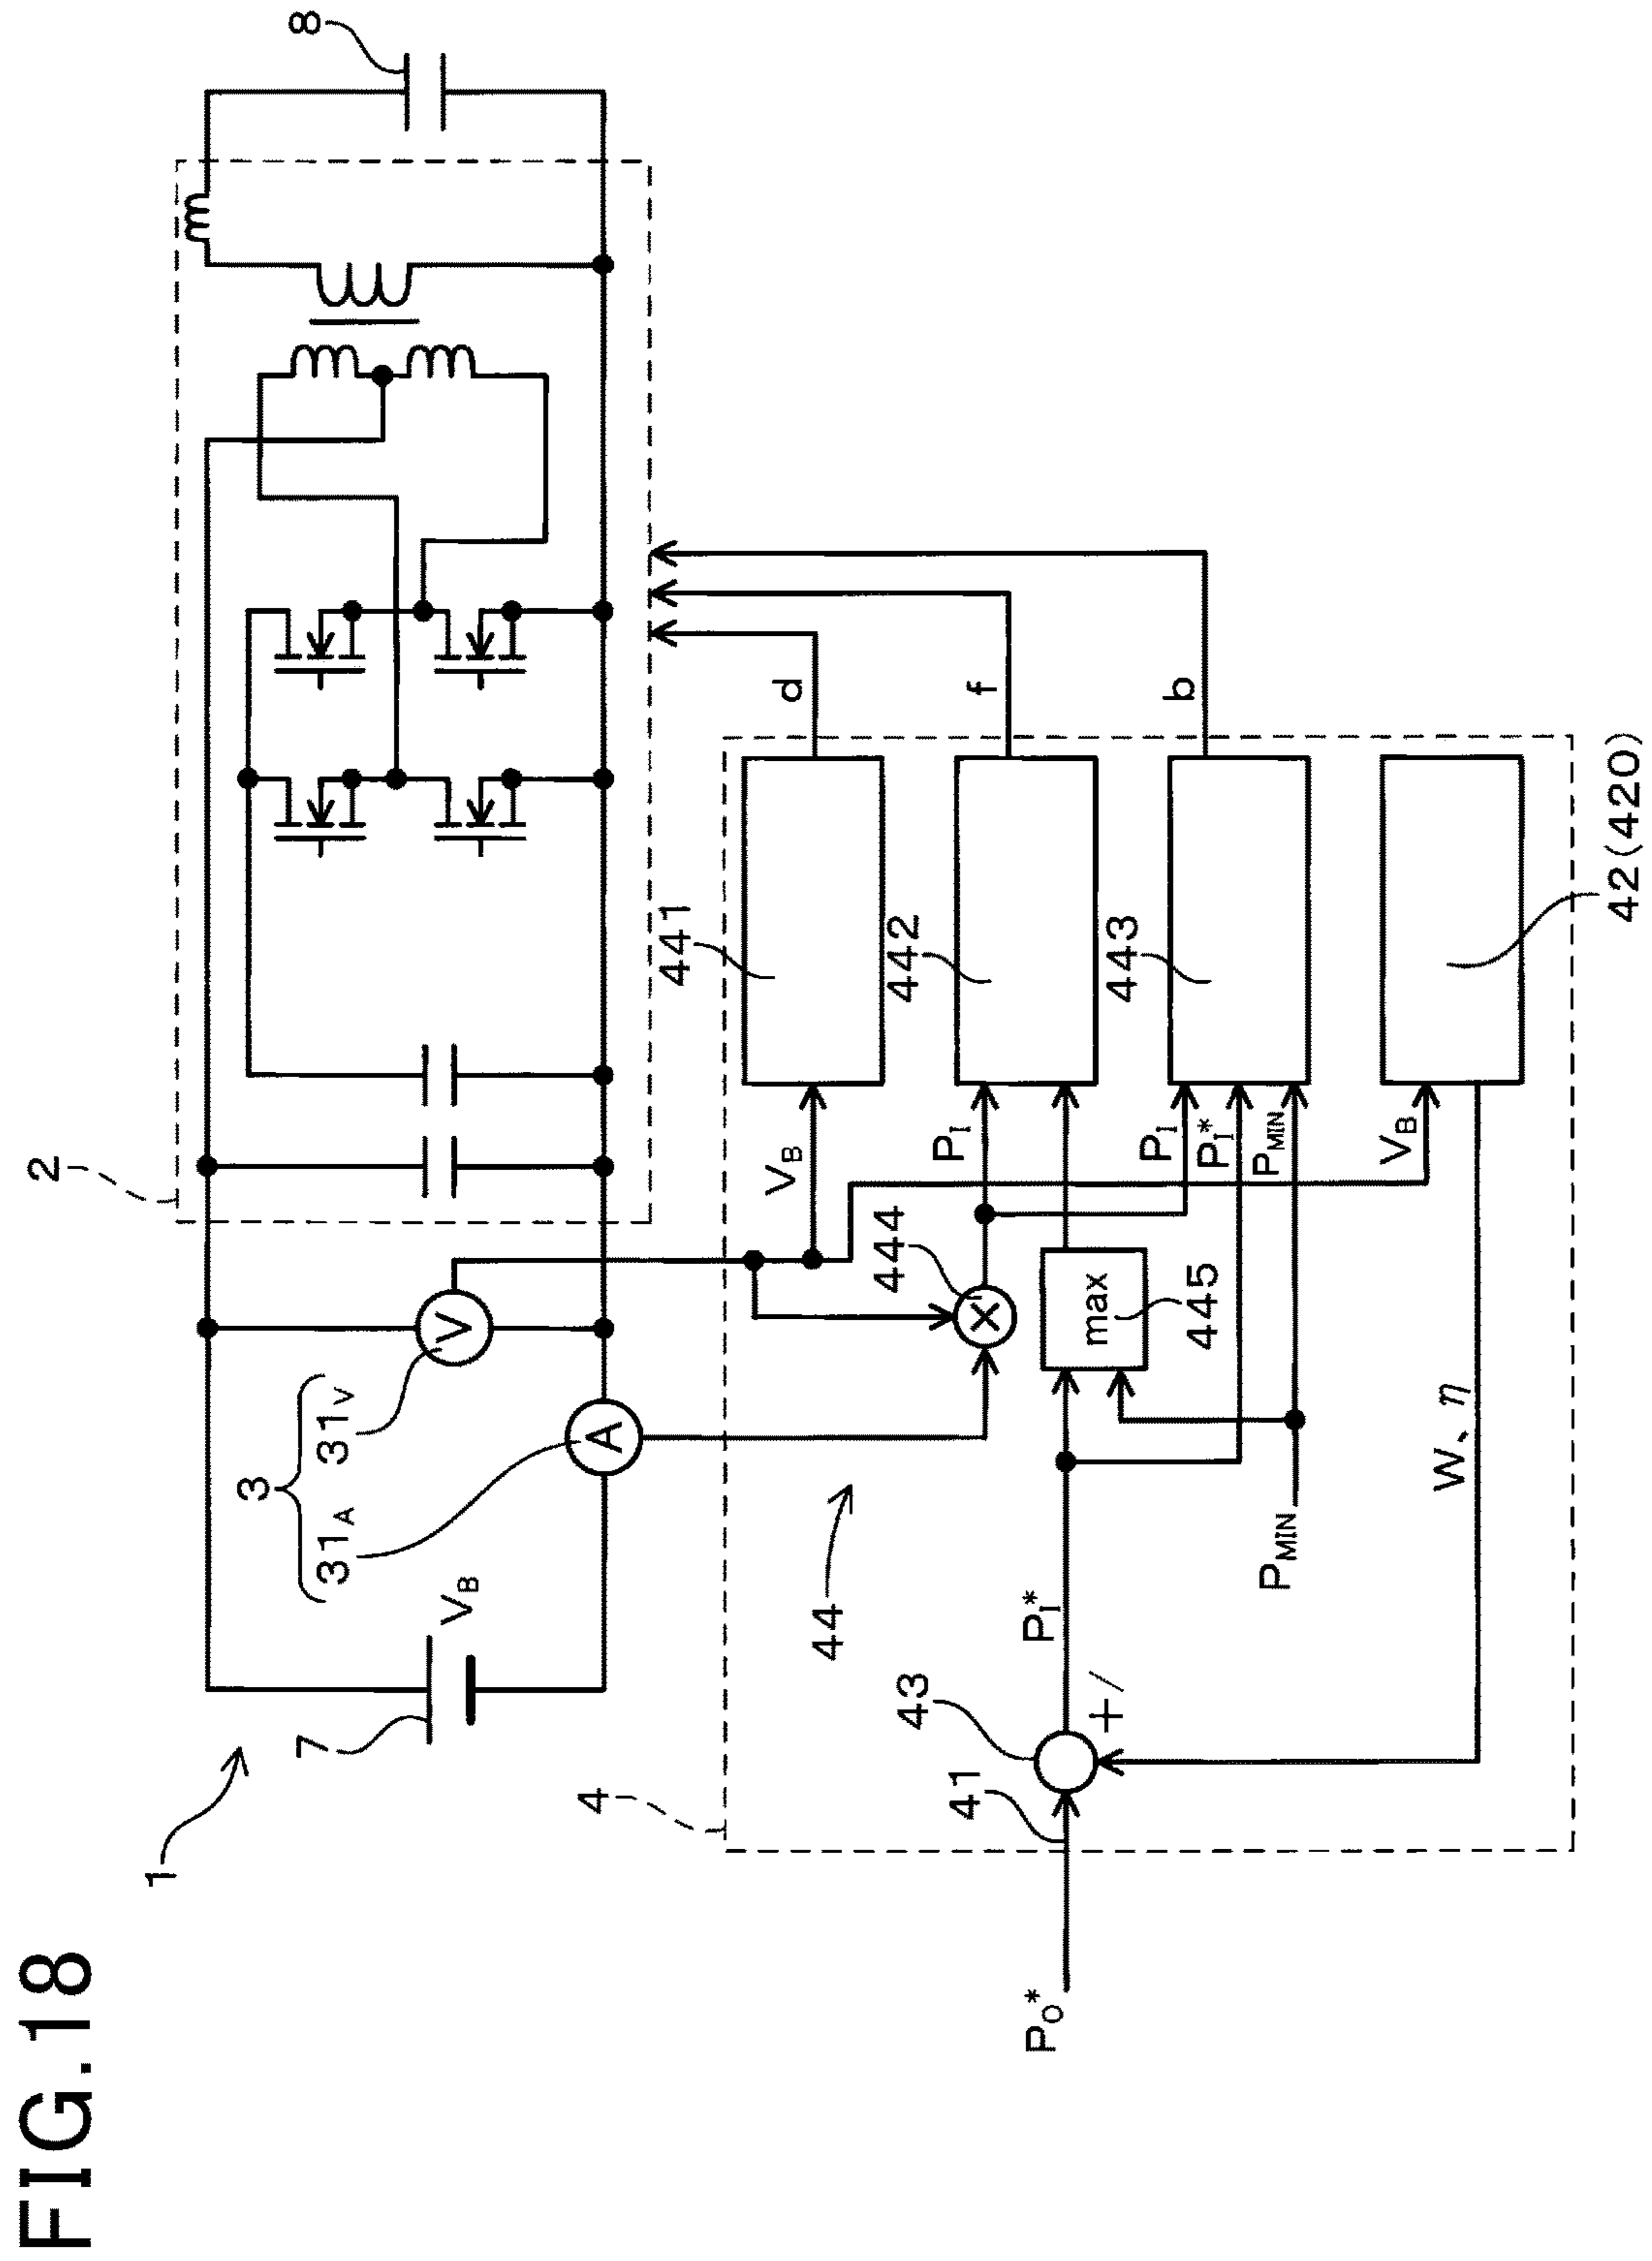 FIG.18
1
2
8
7
V_B
3
31_A
31_V
A
V
4
44
441
442
443
444
445
V_B
P_I
P_I
P_I*
P_MIN
V_B
d
f
b
×
max
P_O*
41
43
+/
P_I*
P_MIN
W、η
42(420)